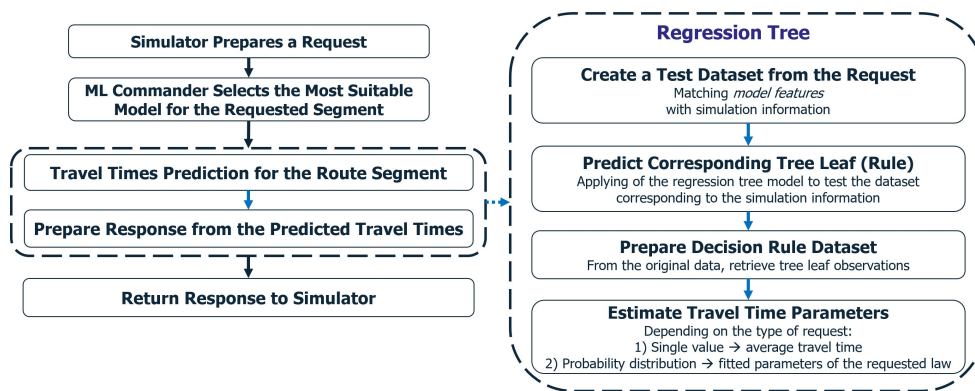 Simulator Prepares a Request
ML Commander Selects the Most Suitable
Model for the Requested Segment
Travel Times Prediction for the Route Segment
Prepare Response from the Predicted Travel Times
Return Response to Simulator
Regression Tree
Create a Test Dataset from the Request
Matching model features
with simulation information
Predict Corresponding Tree Leaf (Rule)
Applying of the regression tree model to test the dataset
corresponding to the simulation information
Prepare Decision Rule Dataset
From the original data, retrieve tree leaf observations
Estimate Travel Time Parameters
Depending on the type of request:
1) Single value → average travel time
2) Probability distribution → fitted parameters of the requested law